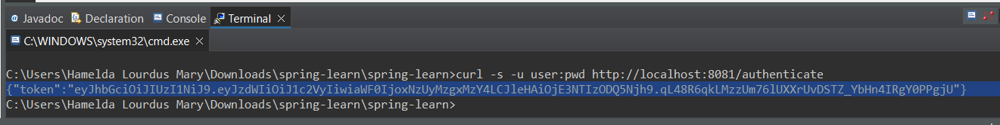 Javadoc Declaration Console Terminal
C:\WINDOWS\system32\cmd.exe
C:\Users\Hamelda Lourdus Mary\Downloads\spring-learn\spring-learn>curl -s -u user:pwd http://localhost:8081/authenticate
{"token":"eyJhbGciOiJIUzI1NiJ9.eyJzdWIiOiJ1c2VyIiwiaWF0IjoxNzUyMzgxMzY4LCJleHAiOjE3NTIzODQ5Njh9.qL48R6qkLMzzUm76lUXXrUvDSTZ_YbHn4IRgY0PPgjU"}
C:\Users\Hamelda Lourdus Mary\Downloads\spring-learn\spring-learn>